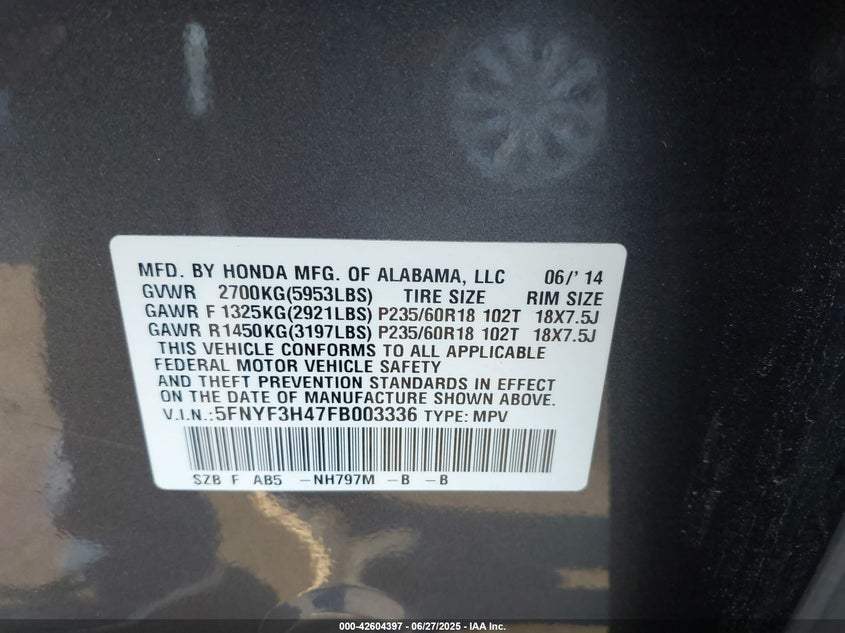 MFD. BY HONDA MFG. OF ALABAMA, LLC 06/' 14
GVWR 2700KG(5953LBS) TIRE SIZE RIM SIZE
GAWR F 1325KG(2921LBS) P235/60R18 102T 18X7.5J
GAWR R1450KG(3197LBS) P235/60R18 102T 18X7.5J
THIS VEHICLE CONFORMS TO ALL APPLICABLE
FEDERAL MOTOR VEHICLE SAFETY
AND THEFT PREVENTION STANDARDS IN EFFECT
ON THE DATE OF MANUFACTURE SHOWN ABOVE.
V.I.N.:5FNYF3H47FB003336 TYPE: MPV
SZB F AB5 -NH797M -B -B
000-42604397 - 06/27/2025 - IAA Inc.